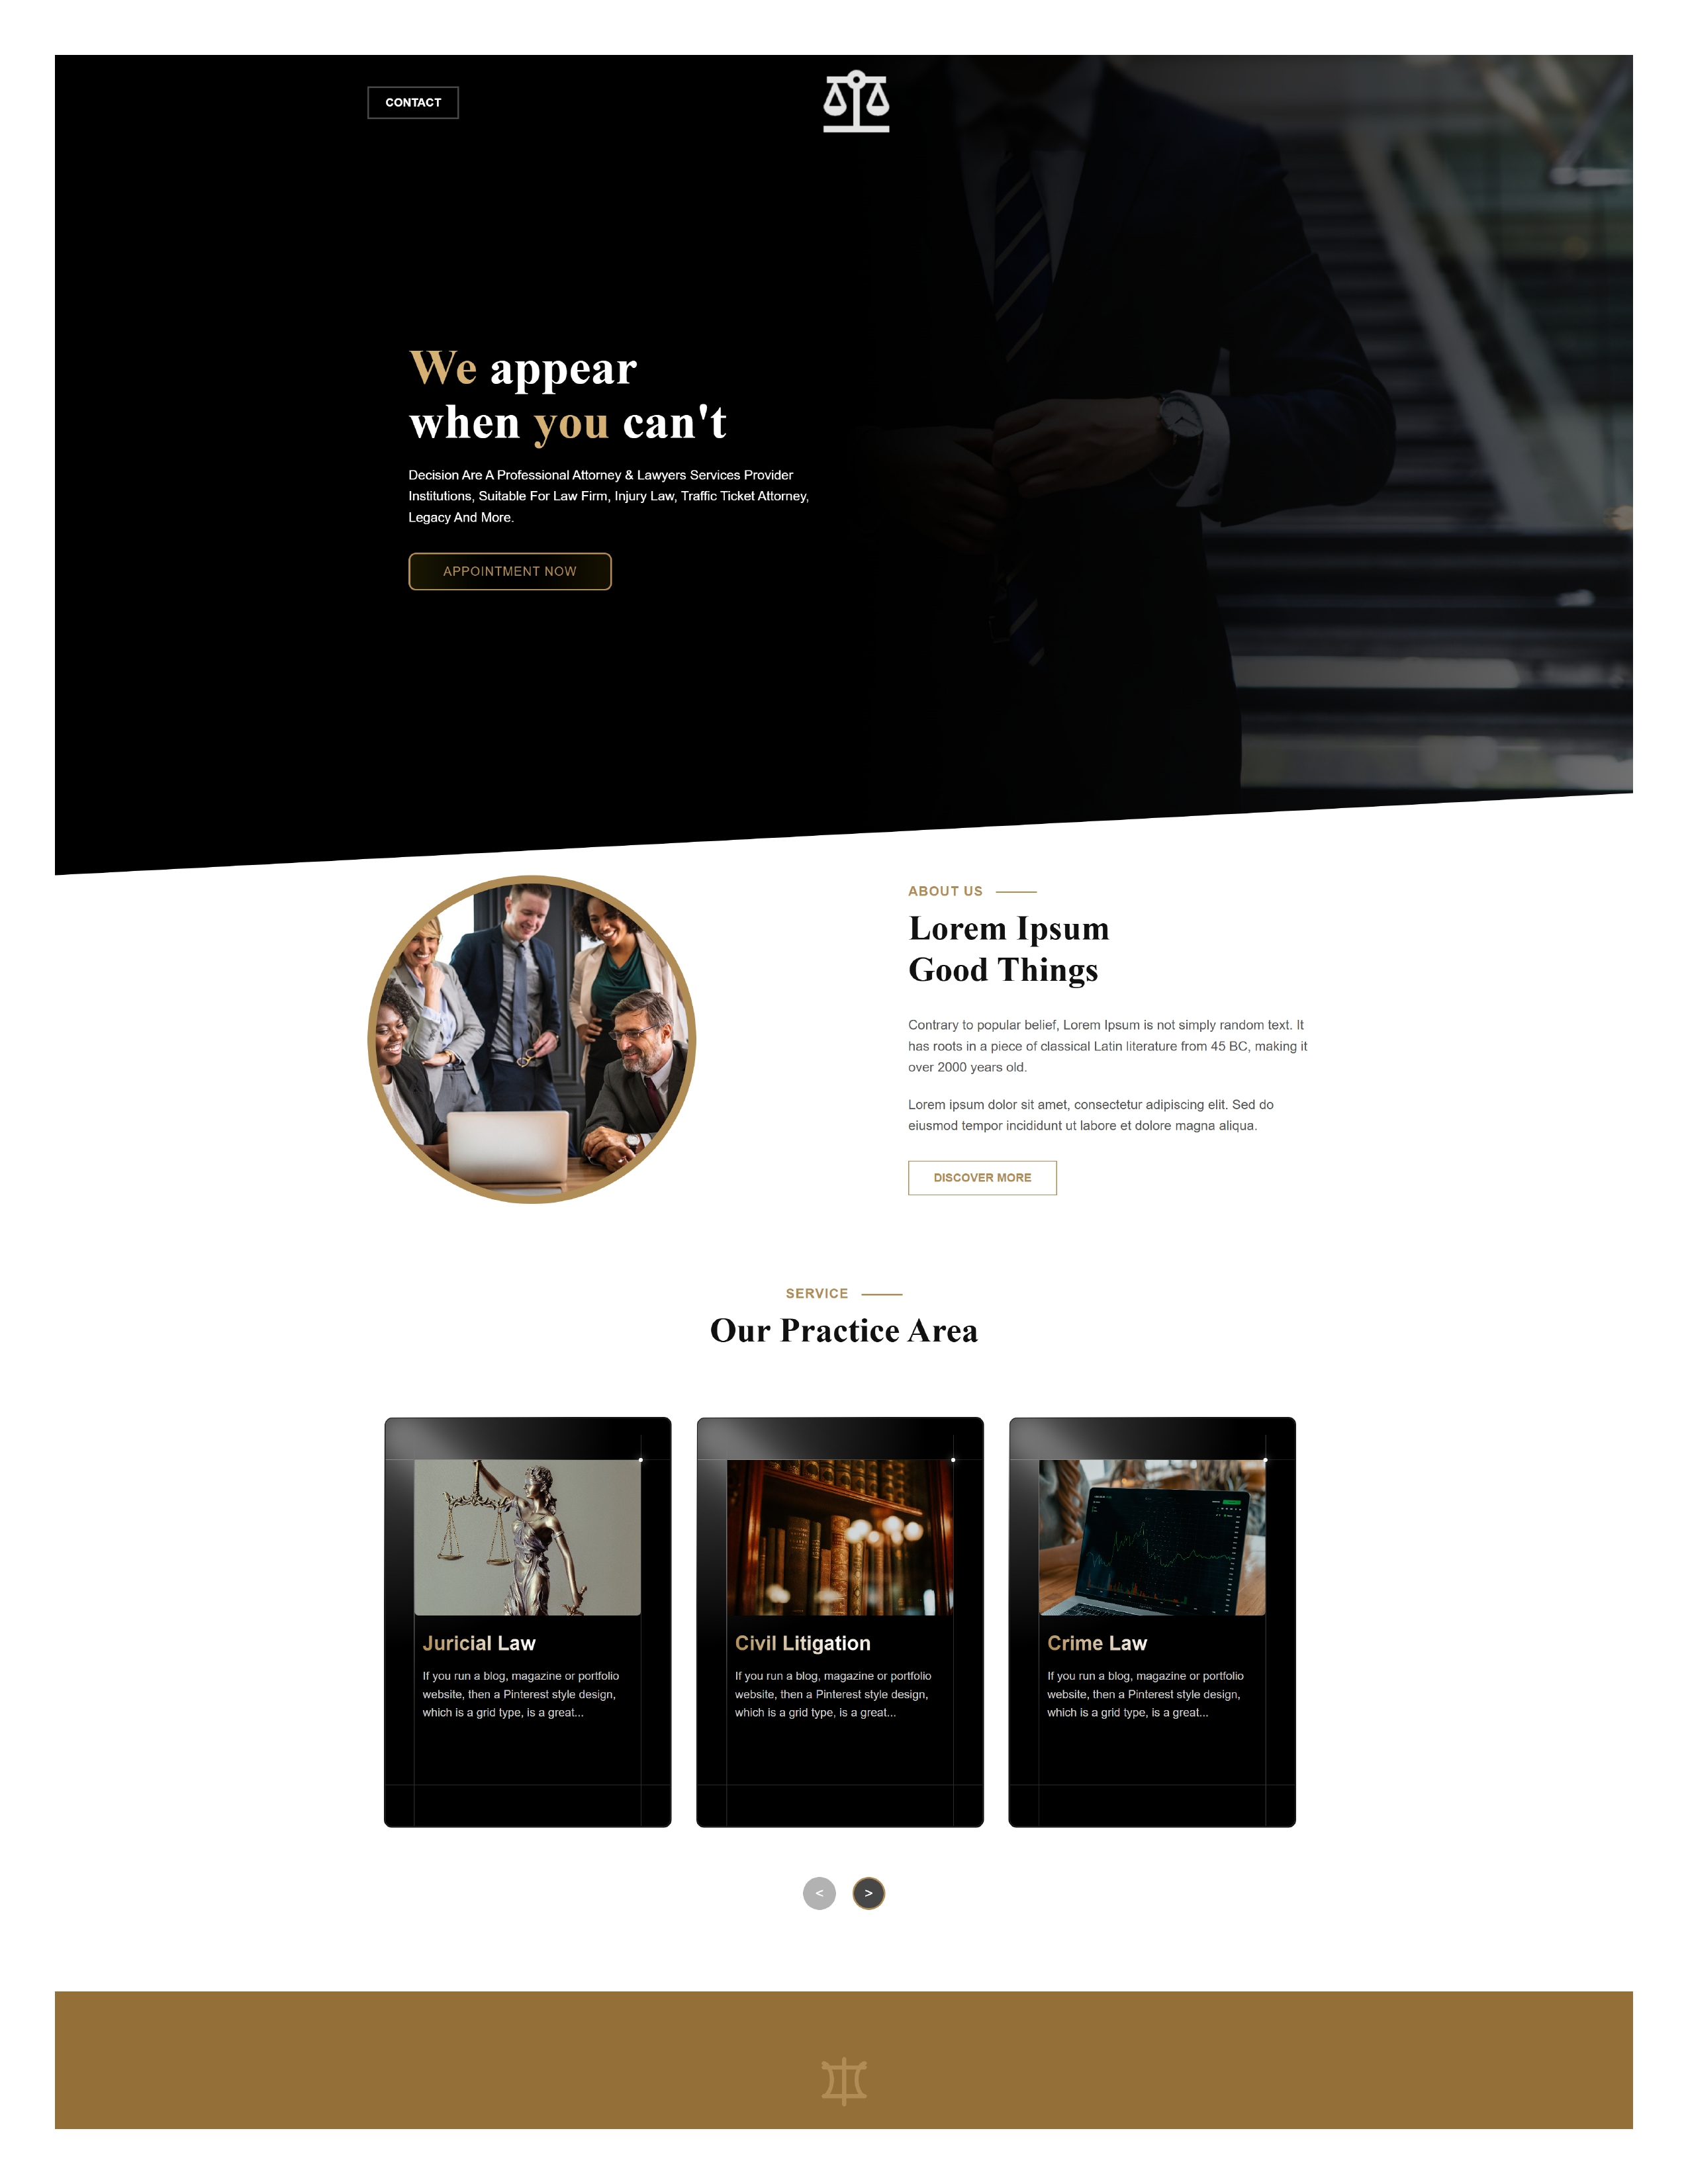 CONTACT
We appear
when you can't
Decision Are A Professional Attorney & Lawyers Services Provider
Institutions, Suitable For Law Firm, Injury Law, Traffic Ticket Attorney,
Legacy And More.
APPOINTMENT NOW
ABOUT US
Lorem Ipsum
Good Things
Contrary to popular belief, Lorem Ipsum is not simply random text. It
has roots in a piece of classical Latin literature from 45 BC, making it
over 2000 years old.
Lorem ipsum dolor sit amet, consectetur adipiscing elit. Sed do
eiusmod tempor incididunt ut labore et dolore magna aliqua.
DISCOVER MORE
SERVICE
Our Practice Area
Juricial Law
If you run a blog, magazine or portfolio
website, then a Pinterest style design,
which is a grid type, is a great...
Civil Litigation
If you run a blog, magazine or portfolio
website, then a Pinterest style design,
which is a grid type, is a great...
Crime Law
If you run a blog, magazine or portfolio
website, then a Pinterest style design,
which is a grid type, is a great...
< >